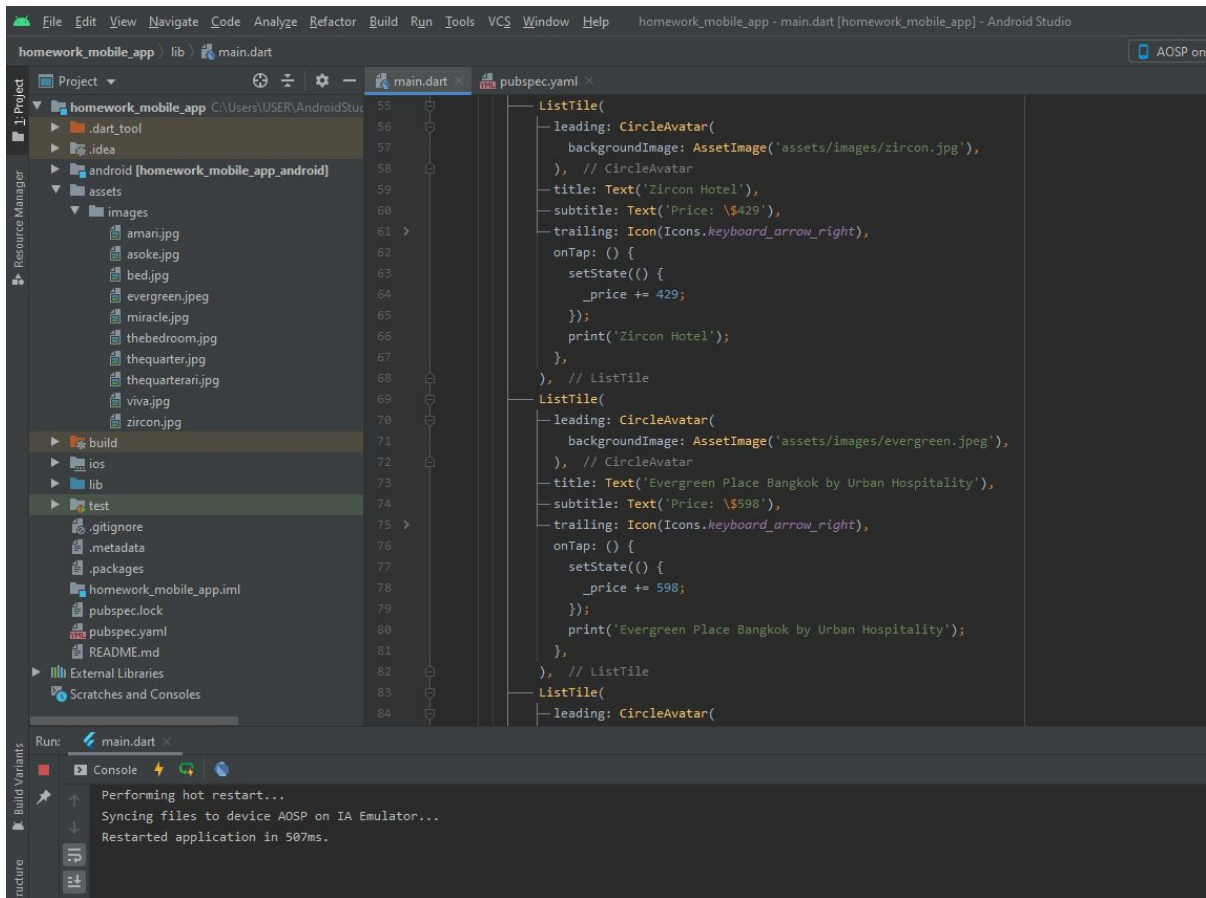 File Edit View Navigate Code Analyze Refactor Build Run Tools VCS Window Help homework_mobile_app - main.dart [homework_mobile_app] - Android Studio
homework_mobile_app lib main.dart
AOSP on
1: Project
Resource Manager
Build Variants
ructure
Project
homework_mobile_app C:\Users\USER\AndroidStuc
.dart_tool
.idea
android [homework_mobile_app_android]
assets
images
amari.jpg
asoke.jpg
bed.jpg
evergreen.jpeg
miracle.jpg
thebedroom.jpg
thequarter.jpg
thequarterari.jpg
viva.jpg
zircon.jpg
build
ios
lib
test
.gitignore
.metadata
.packages
homework_mobile_app.iml
pubspec.lock
pubspec.yaml
README.md
External Libraries
Scratches and Consoles
main.dart pubspec.yaml
55 ListTile(
56 leading: CircleAvatar(
57 backgroundImage: AssetImage('assets/images/zircon.jpg'),
58 ), // CircleAvatar
59 title: Text('Zircon Hotel'),
60 subtitle: Text('Price: \$429'),
61 trailing: Icon(Icons.keyboard_arrow_right),
62 onTap: () {
63 setState(() {
64 _price += 429;
65 });
66 print('Zircon Hotel');
67 },
68 ), // ListTile
69 ListTile(
70 leading: CircleAvatar(
71 backgroundImage: AssetImage('assets/images/evergreen.jpeg'),
72 ), // CircleAvatar
73 title: Text('Evergreen Place Bangkok by Urban Hospitality'),
74 subtitle: Text('Price: \$598'),
75 trailing: Icon(Icons.keyboard_arrow_right),
76 onTap: () {
77 setState(() {
78 _price += 598;
79 });
80 print('Evergreen Place Bangkok by Urban Hospitality');
81 },
82 ), // ListTile
83 ListTile(
84 leading: CircleAvatar(
Run: main.dart
Console
Performing hot restart...
Syncing files to device AOSP on IA Emulator...
Restarted application in 507ms.